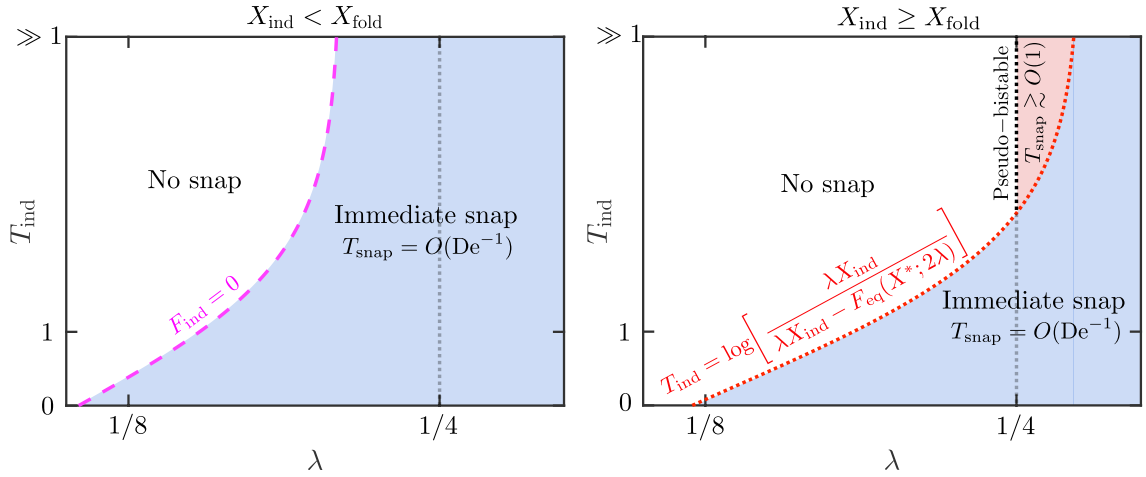 X_ind < X_fold
≫ 1
No snap
Immediate snap
T_snap = O(De⁻¹)
F_ind = 0
T_ind
1
0
1/8
1/4
λ
X_ind ≥ X_fold
≫ 1
Pseudo−bistable
T_snap ≳ O(1)
No snap
T_ind = log[λX_ind / (λX_ind − F_eq(X*; 2λ))]
Immediate snap
T_snap = O(De⁻¹)
T_ind
1
0
1/8
1/4
λ